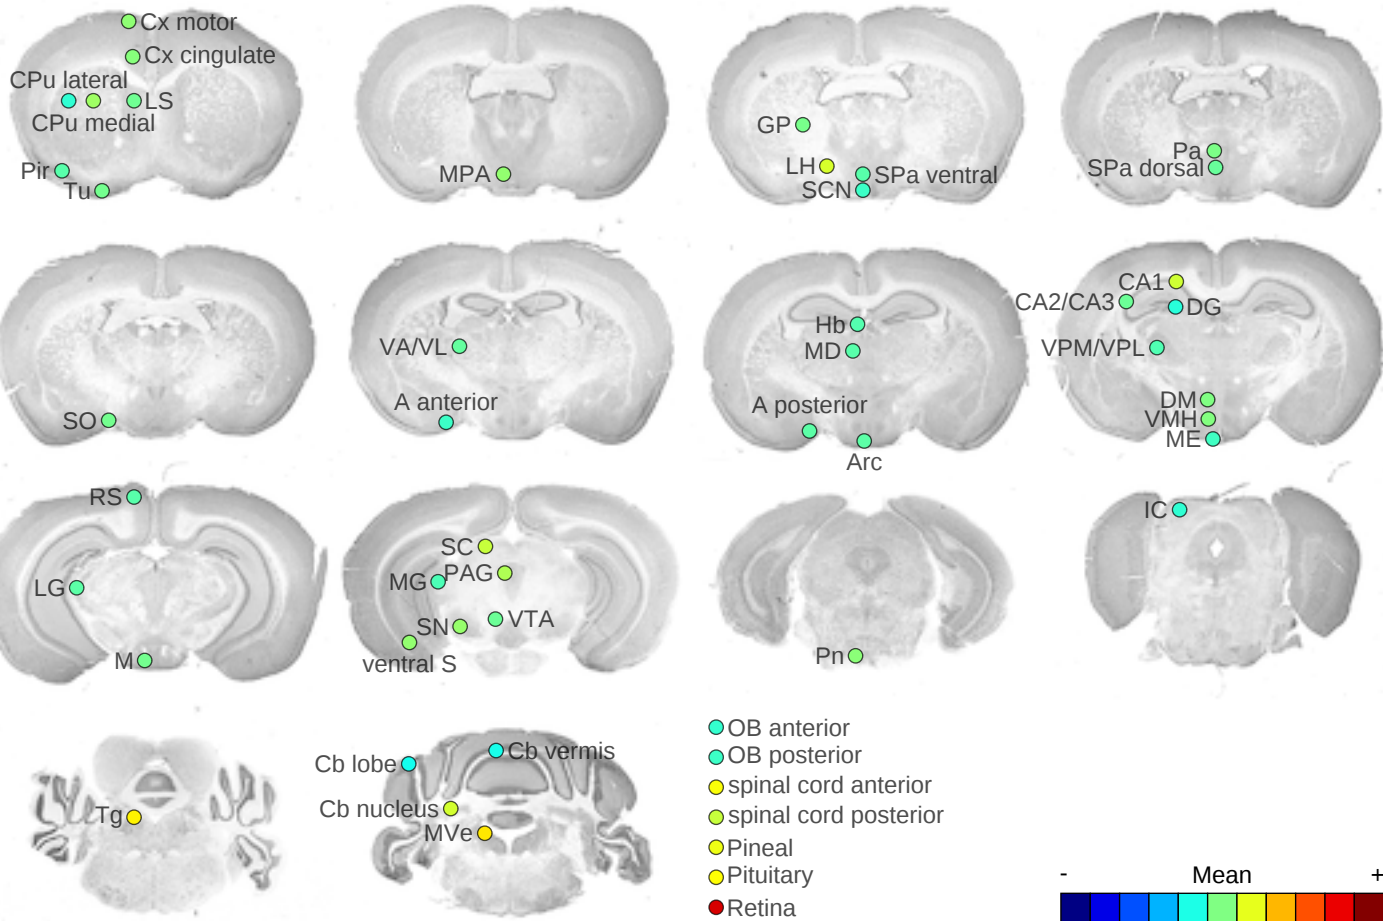 Cx motor
Cx cingulate
CPu lateral
LS
CPu medial
Pir
Tu
MPA
GP
LH
SPa ventral
SCN
Pa
SPa dorsal
SO
VA/VL
A anterior
Hb
MD
A posterior
Arc
CA1
CA2/CA3
DG
VPM/VPL
DM
VMH
ME
RS
LG
M
SC
PAG
MG
VTA
SN
ventral S
Pn
IC
Tg
Cb vermis
Cb lobe
Cb nucleus
MVe
OB anterior
OB posterior
spinal cord anterior
spinal cord posterior
Pineal
Pituitary
Retina
- Mean +